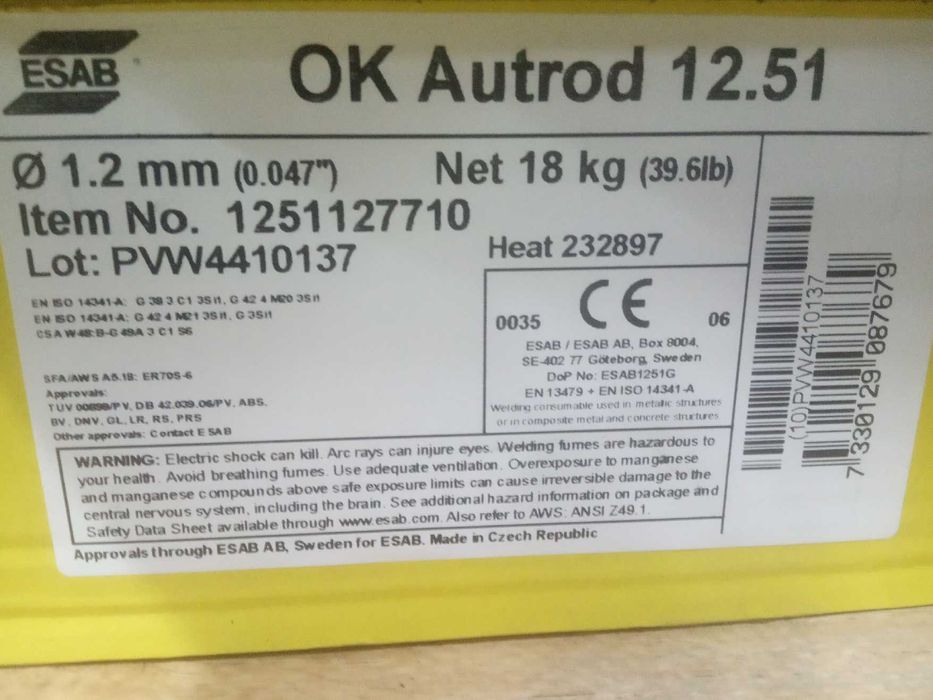 ESAB
OK Autrod 12.51
Ø 1.2 mm (0.047") Net 18 kg (39.6lb)
Item No. 1251127710
Lot: PVW4410137
Heat 232897
EN ISO 14341-A: G 38 3 C1 3Si1, G 42 4 M20 3Si1
EN ISO 14341-A: G 42 4 M21 3Si1, G 3Si1
CSA W48: B-G 49A 3 C1 S6
SFA/AWS A5.18: ER70S-6
Approvals:
TUV PV, DB 42.039.06/PV, ABS,
BV, DNV, GL, LR, RS, PRS
Other approvals: Contact ESAB
CE
0035 06
ESAB / ESAB AB, Box 8004,
SE-402 77 Göteborg, Sweden
DoP No: ESAB1251G
EN 13479 + EN ISO 14341-A
Welding consumable used in metallic structures
or in composite metal and concrete structures
WARNING: Electric shock can kill. Arc rays can injure eyes. Welding fumes are hazardous to
your health. Avoid breathing fumes. Use adequate ventilation. Overexposure to manganese
and manganese compounds above safe exposure limits can cause irreversible damage to the
central nervous system, including the brain. See additional hazard information on package and
Safety Data Sheet available through www.esab.com. Also refer to AWS: ANSI Z49.1.
Approvals through ESAB AB, Sweden for ESAB. Made in Czech Republic
(10)PVW4410137
7 330129 087679